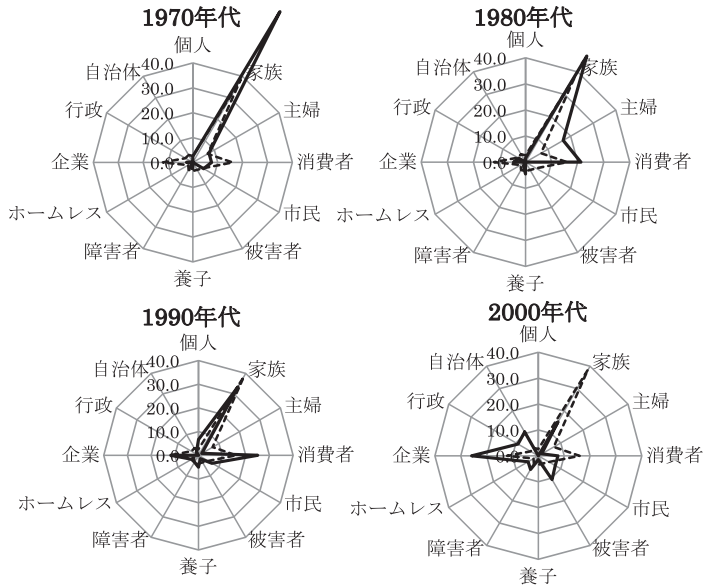 1970年代
個人
家族
主婦
消費者
市民
被害者
養子
障害者
ホームレス
企業
行政
自治体
40.0
30.0
20.0
10.0
0.0
1980年代
個人
家族
主婦
消費者
市民
被害者
養子
障害者
ホームレス
企業
行政
自治体
40.0
30.0
20.0
10.0
0.0
1990年代
個人
家族
主婦
消費者
市民
被害者
養子
障害者
ホームレス
企業
行政
自治体
40.0
30.0
20.0
10.0
0.0
2000年代
個人
家族
主婦
消費者
市民
被害者
養子
障害者
ホームレス
企業
行政
自治体
40.0
30.0
20.0
10.0
0.0